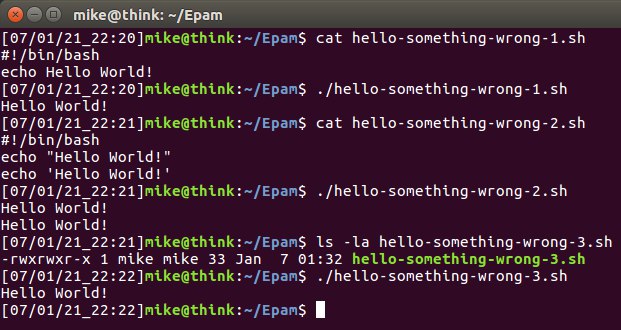 mike@think: ~/Epam
[07/01/21_22:20]mike@think:~/Epam$ cat hello-something-wrong-1.sh
#!/bin/bash
echo Hello World!
[07/01/21_22:20]mike@think:~/Epam$ ./hello-something-wrong-1.sh
Hello World!
[07/01/21_22:21]mike@think:~/Epam$ cat hello-something-wrong-2.sh
#!/bin/bash
echo "Hello World!"
echo 'Hello World!'
[07/01/21_22:21]mike@think:~/Epam$ ./hello-something-wrong-2.sh
Hello World!
Hello World!
[07/01/21_22:21]mike@think:~/Epam$ ls -la hello-something-wrong-3.sh
-rwxrwxr-x 1 mike mike 33 Jan  7 01:32 hello-something-wrong-3.sh
[07/01/21_22:22]mike@think:~/Epam$ ./hello-something-wrong-3.sh
Hello World!
[07/01/21_22:22]mike@think:~/Epam$